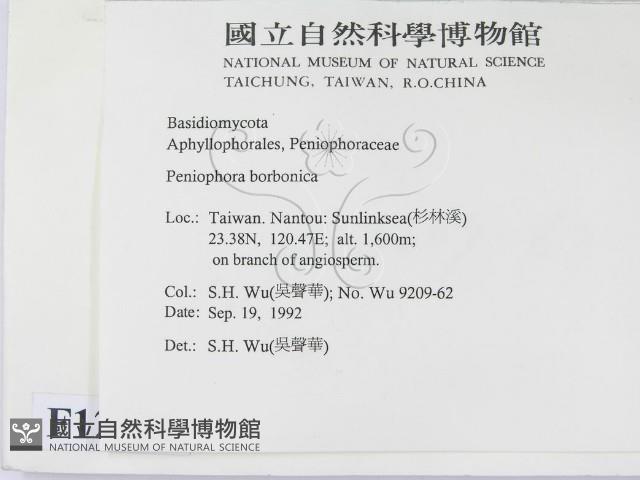 國立自然科學博物館
NATIONAL MUSEUM OF NATURAL SCIENCE
TAICHUNG, TAIWAN, R.O.CHINA
Basidiomycota
Aphyllophorales, Peniophoraceae
Peniophora borbonica
Loc.: Taiwan. Nantou: Sunlinksea(杉林溪)
23.38N, 120.47E; alt. 1,600m;
on branch of angiosperm.
Col.: S.H. Wu(吳聲華); No. Wu 9209-62
Date: Sep. 19, 1992
Det.: S.H. Wu(吳聲華)
國立自然科學博物館
NATIONAL MUSEUM OF NATURAL SCIENCE